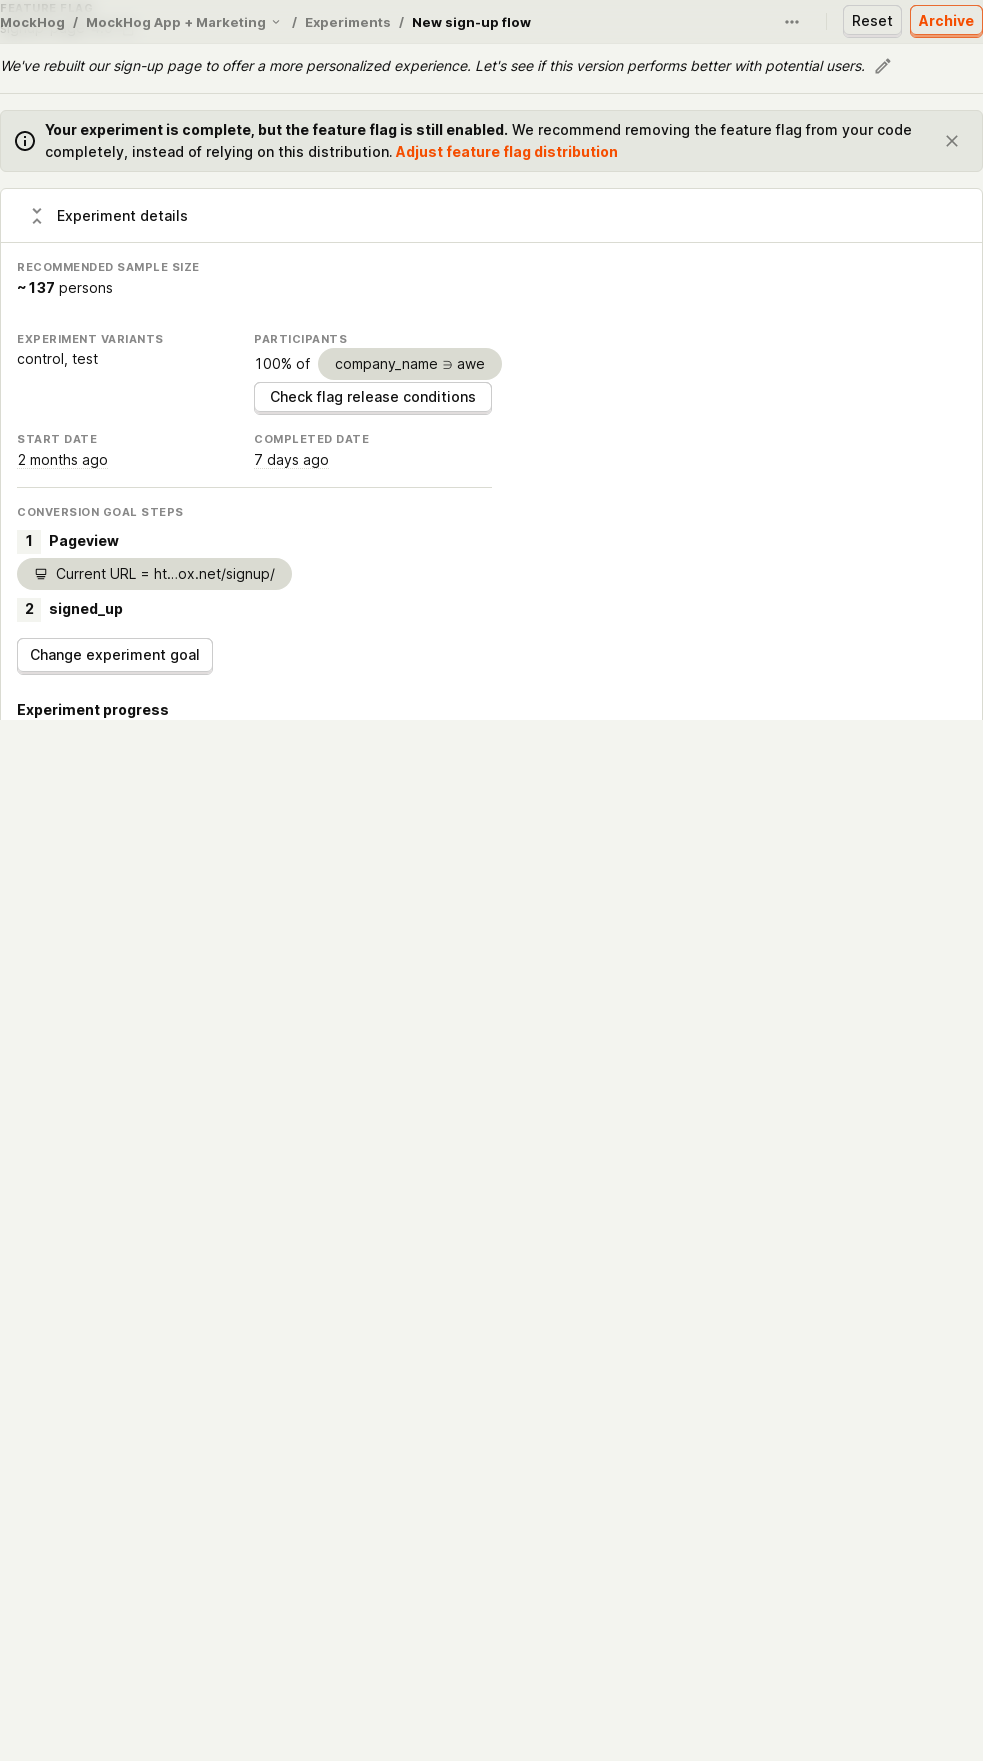 FEATURE FLAG
MockHog / MockHog App + Marketing / Experiments / New sign-up flow ••• Reset Archive
We've rebuilt our sign-up page to offer a more personalized experience. Let's see if this version performs better with potential users.
Your experiment is complete, but the feature flag is still enabled. We recommend removing the feature flag from your code
completely, instead of relying on this distribution. Adjust feature flag distribution
Experiment details
RECOMMENDED SAMPLE SIZE
~137 persons
EXPERIMENT VARIANTS PARTICIPANTS
control, test 100% of company_name ∋ awe
Check flag release conditions
START DATE COMPLETED DATE
2 months ago 7 days ago
CONVERSION GOAL STEPS
1 Pageview
Current URL = ht...ox.net/signup/
2 signed_up
Change experiment goal
Experiment progress